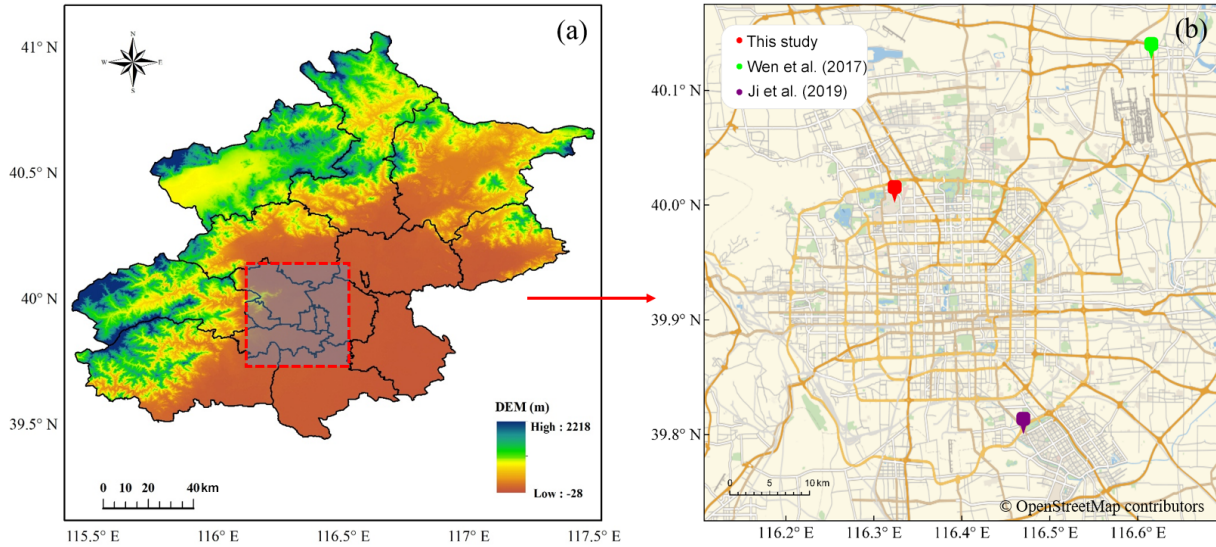 (a)
N
W
E
S
41° N
40.5° N
40° N
39.5° N
DEM (m)
High : 2218
Low : -28
0 10 20 40 km
115.5° E 116° E 116.5° E 117° E 117.5° E
(b)
This study
Wen et al. (2017)
Ji et al. (2019)
40.1° N
40.0° N
39.9° N
39.8° N
0 5 10 km
© OpenStreetMap contributors
116.2° E 116.3° E 116.4° E 116.5° E 116.6° E